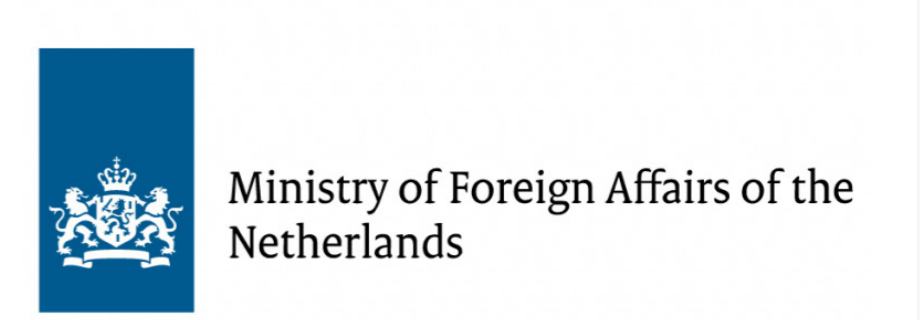 Ministry of Foreign Affairs of the
Netherlands